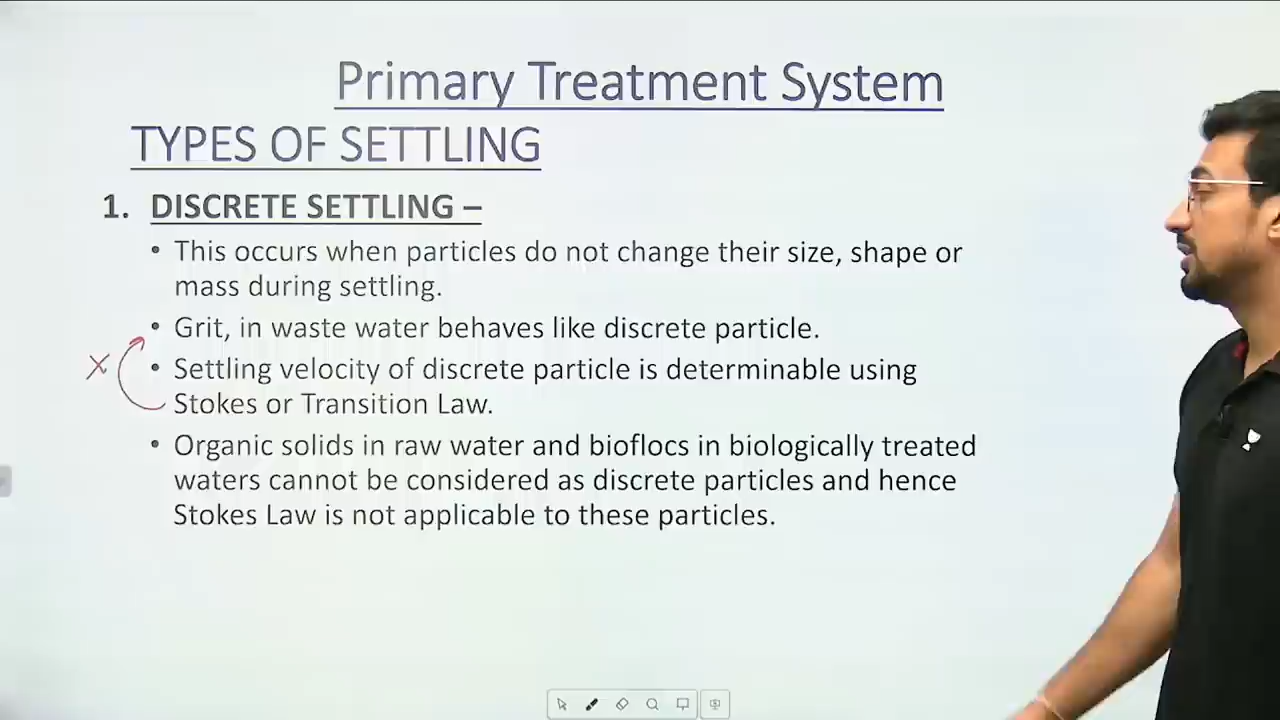 Primary Treatment System
TYPES OF SETTLING
1. DISCRETE SETTLING –
• This occurs when particles do not change their size, shape or
mass during settling.
• Grit, in waste water behaves like discrete particle.
• Settling velocity of discrete particle is determinable using
Stokes or Transition Law.
• Organic solids in raw water and bioflocs in biologically treated
waters cannot be considered as discrete particles and hence
Stokes Law is not applicable to these particles.